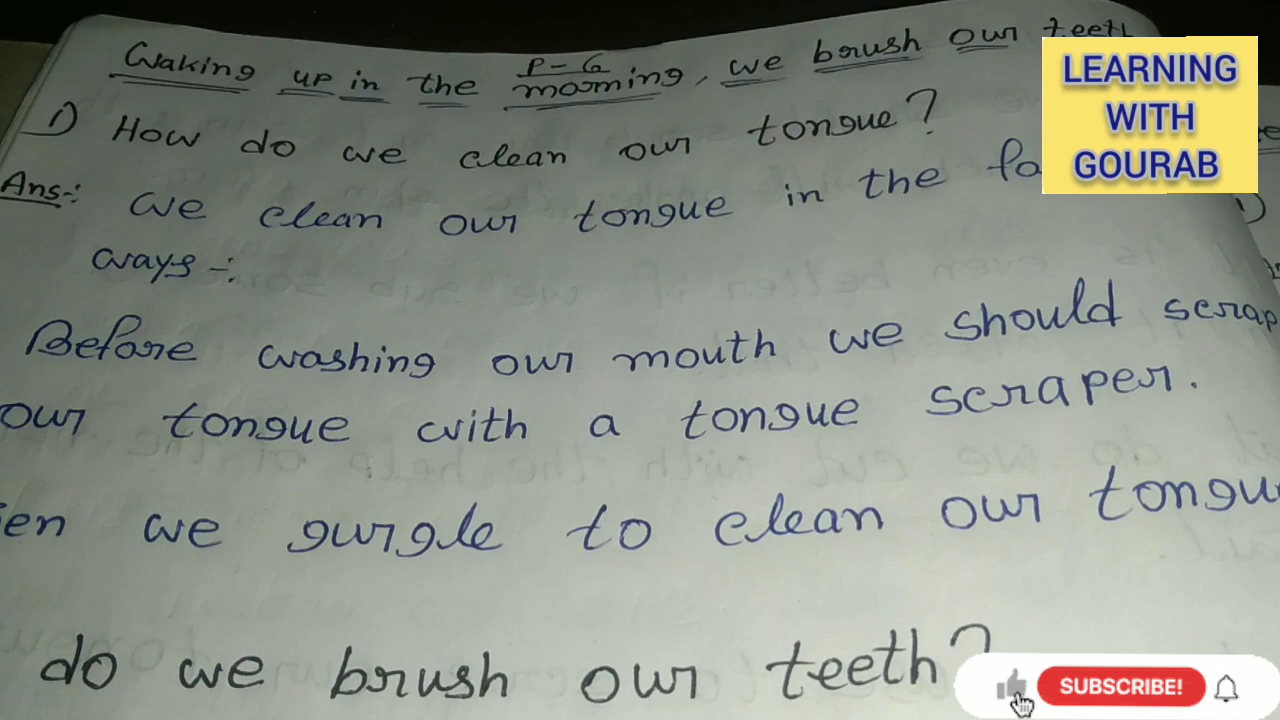 P-6
Waking up in the morning, we brush our teeth
1) How do we clean our tongue?
Ans:- We clean our tongue in the
ways -:
Before washing our mouth we should scrap
our tongue with a tongue scraper.
we gurgle to clean our tongu
do we brush our teeth?
LEARNING
WITH
GOURAB
SUBSCRIBE!